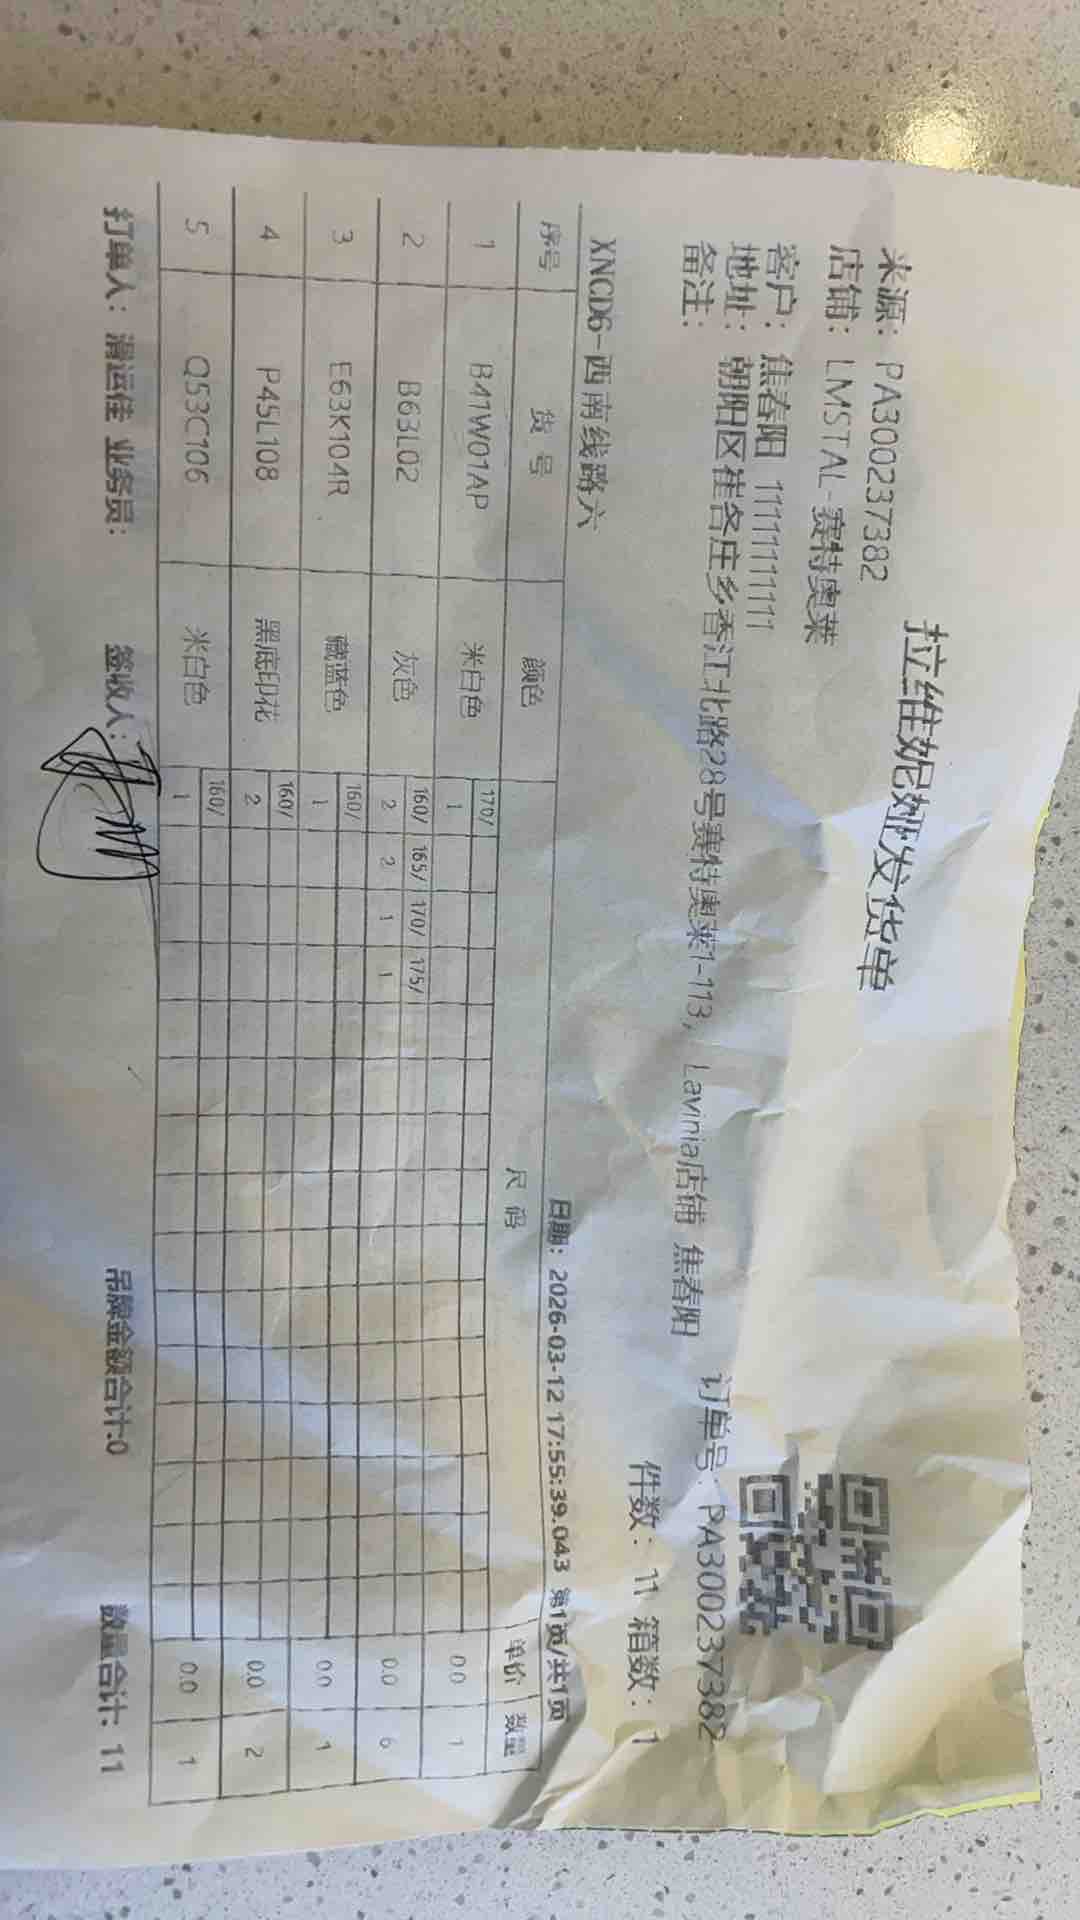 拉维妮娅发货单
来源: PA300237382
店铺: LMSTAL-赛特奥莱
客户: 焦春阳 111111111
地址: 朝阳区崔各庄乡香江北路28号赛特奥莱1-113, Lavinia店铺 焦春阳
备注:
订单号: PA300237382
件数: 11 箱数: 1
XNCD6-西南线路六 日期: 2026-03-12 17:55:39.043 第1页/共1页
序号 货号 颜色 尺码 单价 数量
1 B41W01AP 米白色 170/ 0.0 1
1
2 B63L02 灰色 160/ 165/ 170/ 175/ 0.0 6
2 2 1 1
3 E63K104R 藏蓝色 160/ 0.0 1
1
4 P45L108 黑底印花 160/ 0.0 2
2
5 Q53C106 米白色 160/ 0.0 1
1
打单人: 清运佳 业务员: 签收人: 吊牌金额合计:0 数量合计: 11